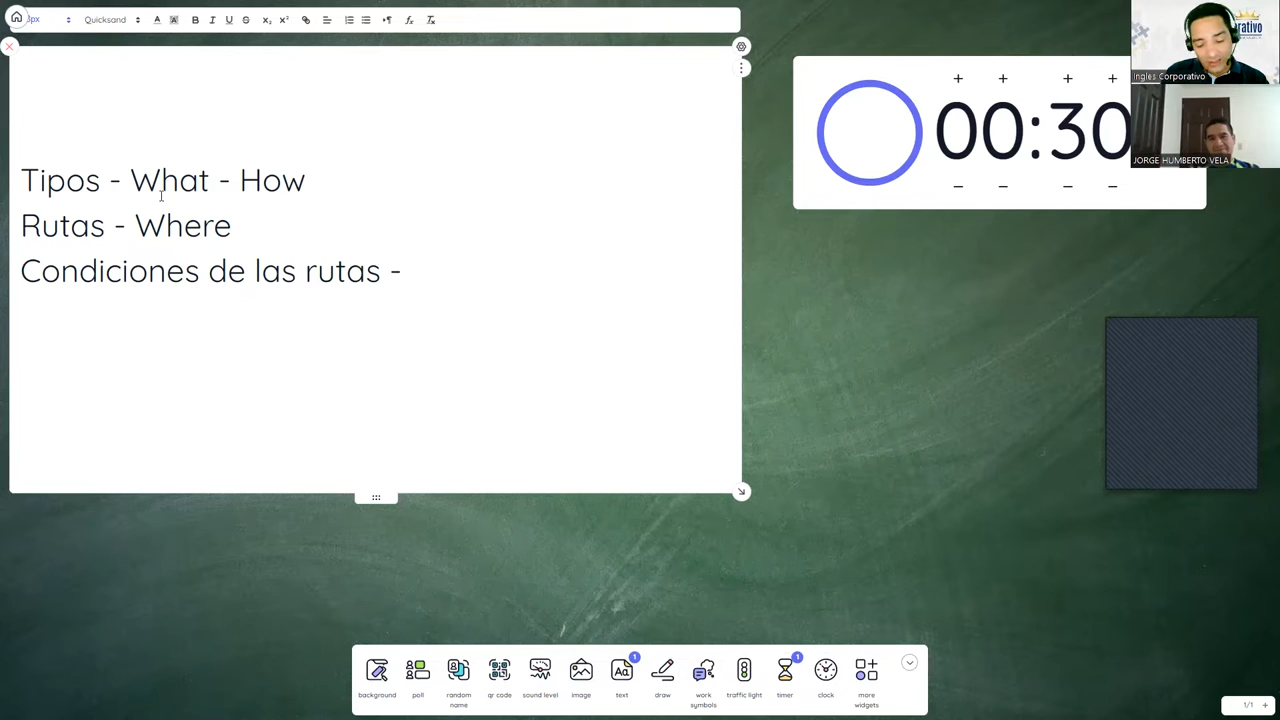 Quicksand
Tipos - What - How
Rutas - Where
Condiciones de las rutas -
00:30
Ingles Corporativo
JORGE HUMBERTO VELA
background
poll
random name
qr code
sound level
image
text
draw
work symbols
traffic light
timer
clock
more widgets
1
1
1/1